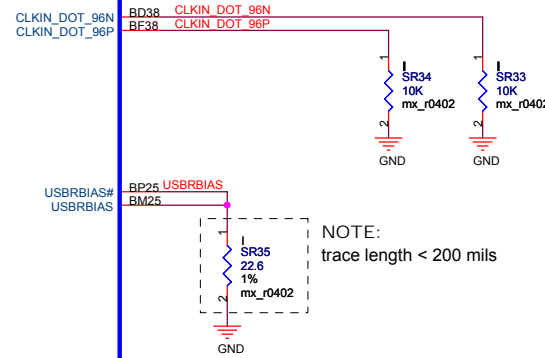 CLKIN_DOT_96N BD38 CLKIN_DOT_96N
CLKIN_DOT_96P BF38 CLKIN_DOT_96P
1 I 1 I
SR34 SR33
10K 10K
mx_r0402 mx_r0402
2 2
GND GND
USBRBIAS# BP25 USBRBIAS
USBRBIAS BM25
1 I
SR35
22.6
1%
mx_r0402
2
GND
NOTE:
trace length < 200 mils